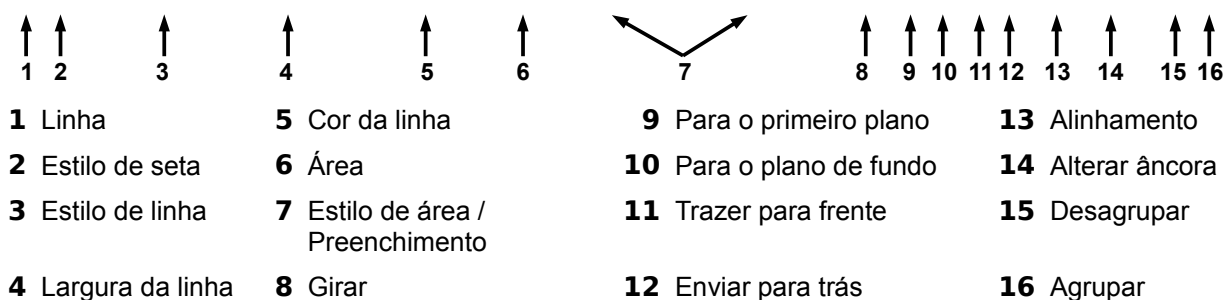 1 2 3 4 5 6 7 8 9 10 11 12 13 14 15 16
1 Linha
2 Estilo de seta
3 Estilo de linha
4 Largura da linha
5 Cor da linha
6 Área
7 Estilo de área /
Preenchimento
8 Girar
9 Para o primeiro plano
10 Para o plano de fundo
11 Trazer para frente
12 Enviar para trás
13 Alinhamento
14 Alterar âncora
15 Desagrupar
16 Agrupar